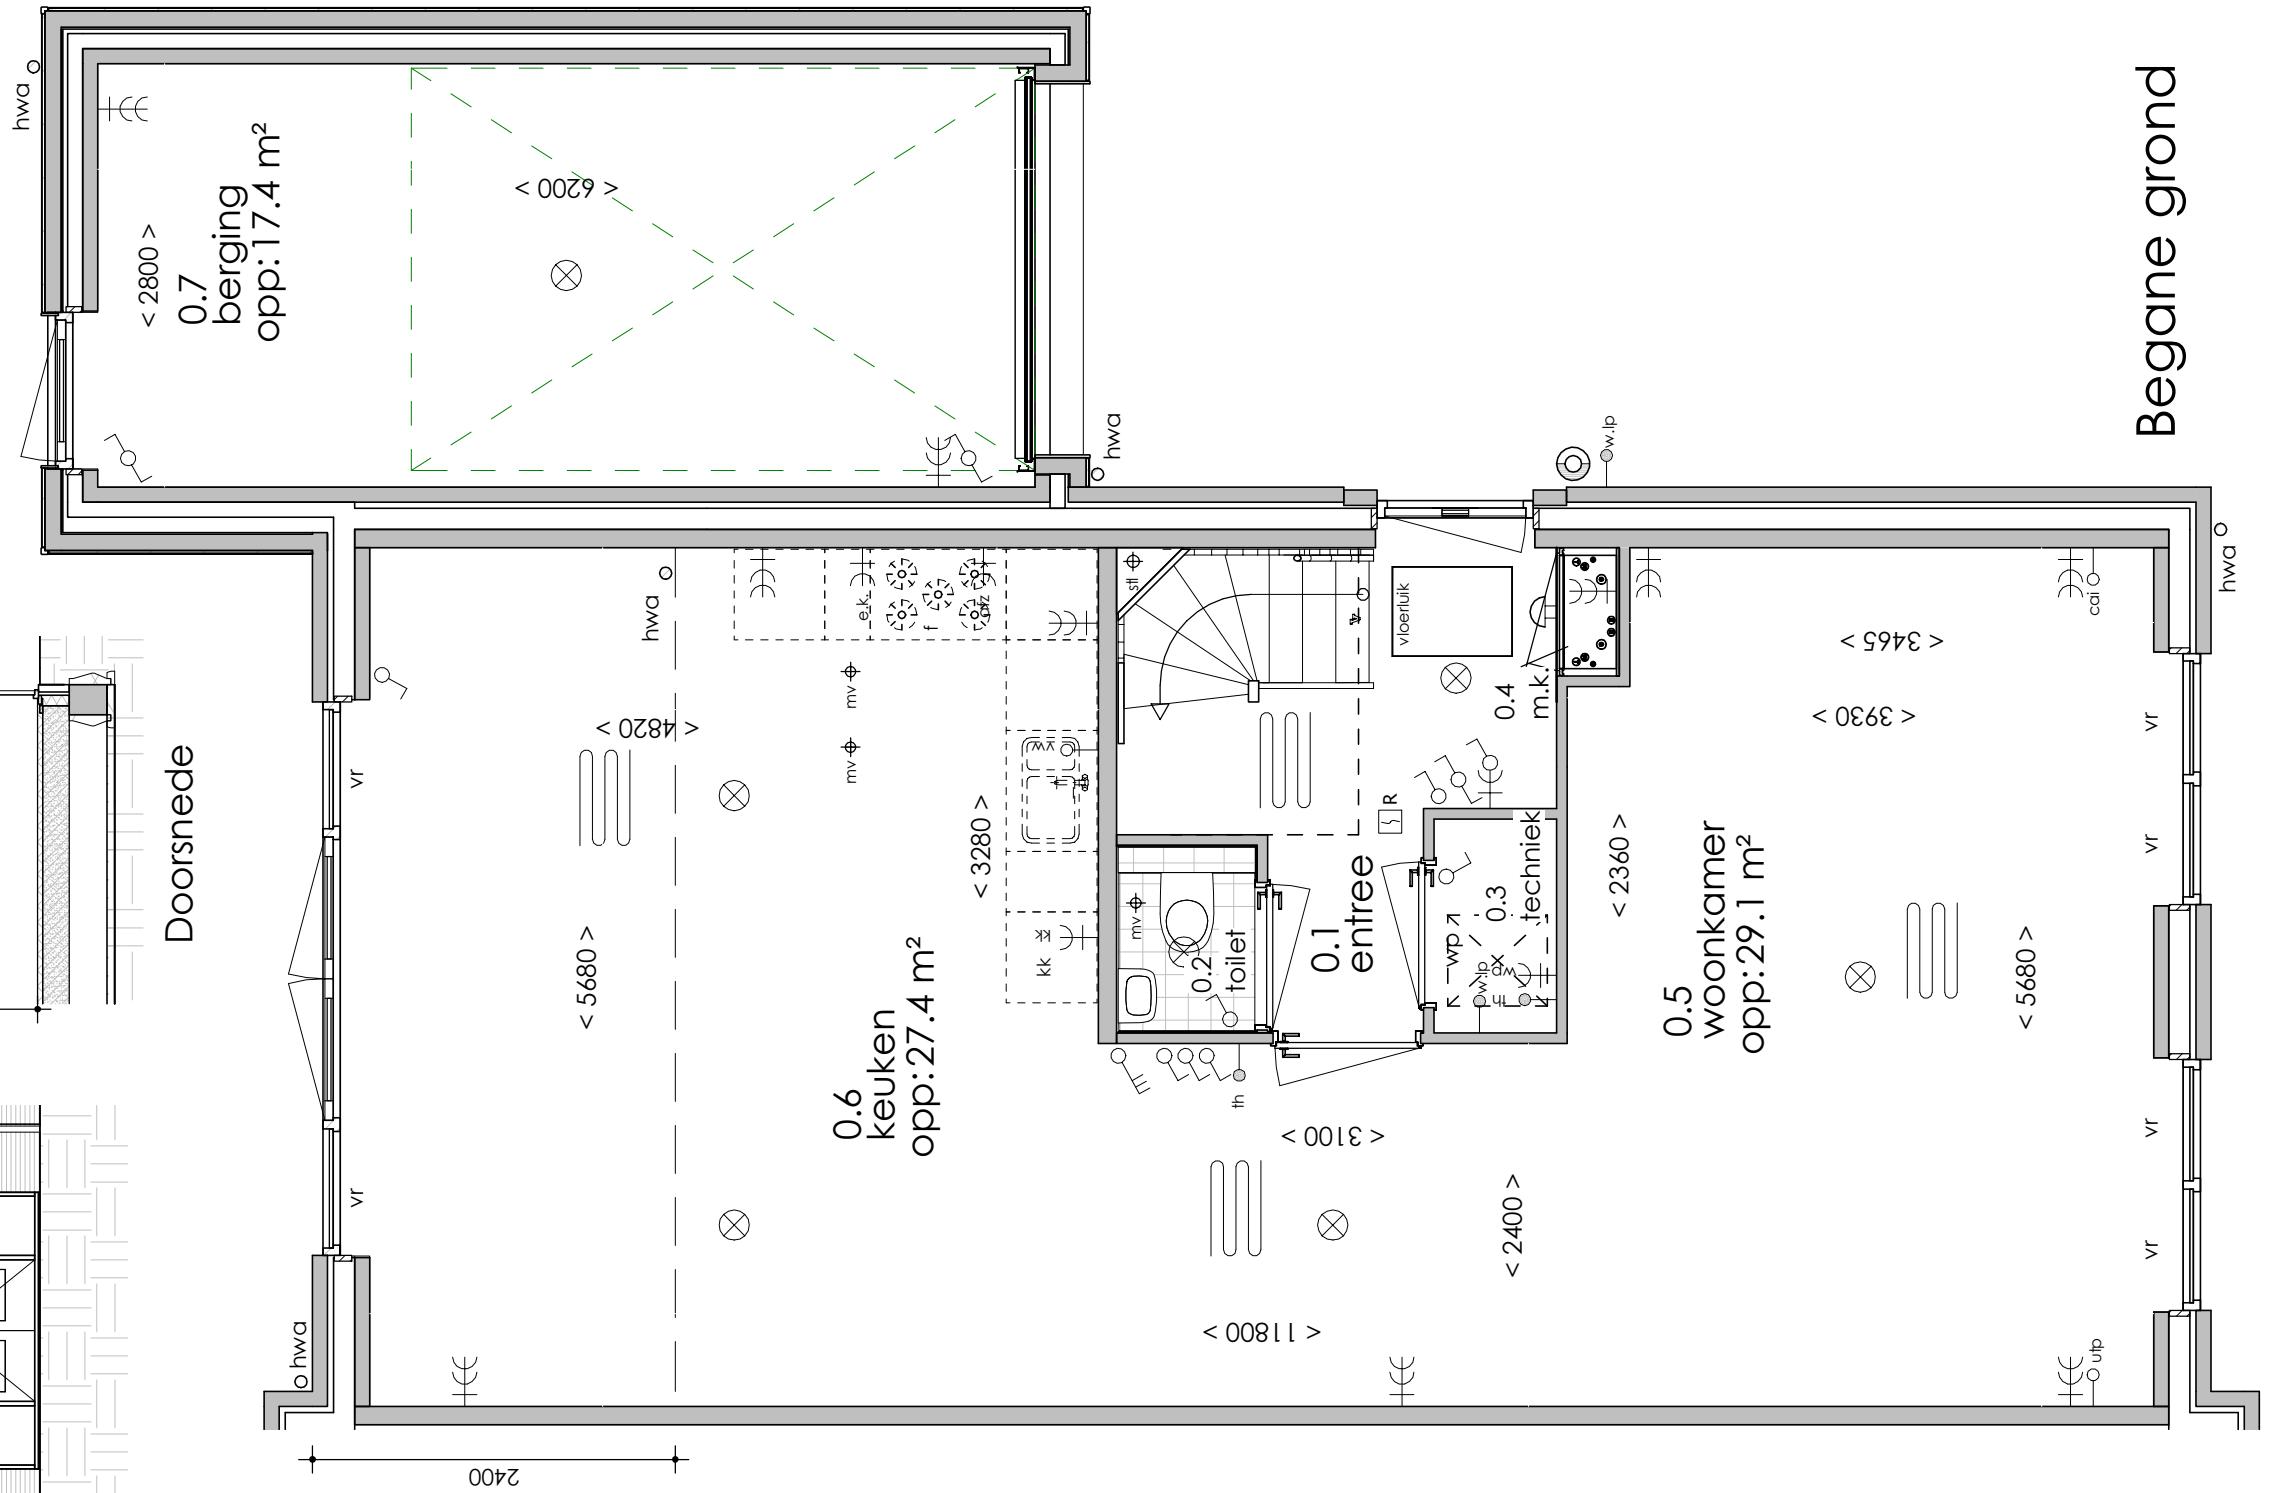 hwa
< 2800 >
0.7
berging
opp:17.4 m²
< 6200 >
hwa
w.lp
Begane grond
Doorsnede
hwa
e.k.
f
stl
vloerluik
cai
hwa
mv
mv
< 4820 >
vr
0.4
m.k.
< 3465 >
< 3930 >
vr
vr
< 5680 >
< 3280 >
kk
mv
0.2
toilet
0.1
entree
R
0.3
techniek
wp
w.lp
th
< 2360 >
0.5
woonkamer
opp:29.1 m²
< 5680 >
0.6
keuken
opp:27.4 m²
th
< 3100 >
< 2400 >
< 11800 >
vr
vr
vr
hwa
utp
2400